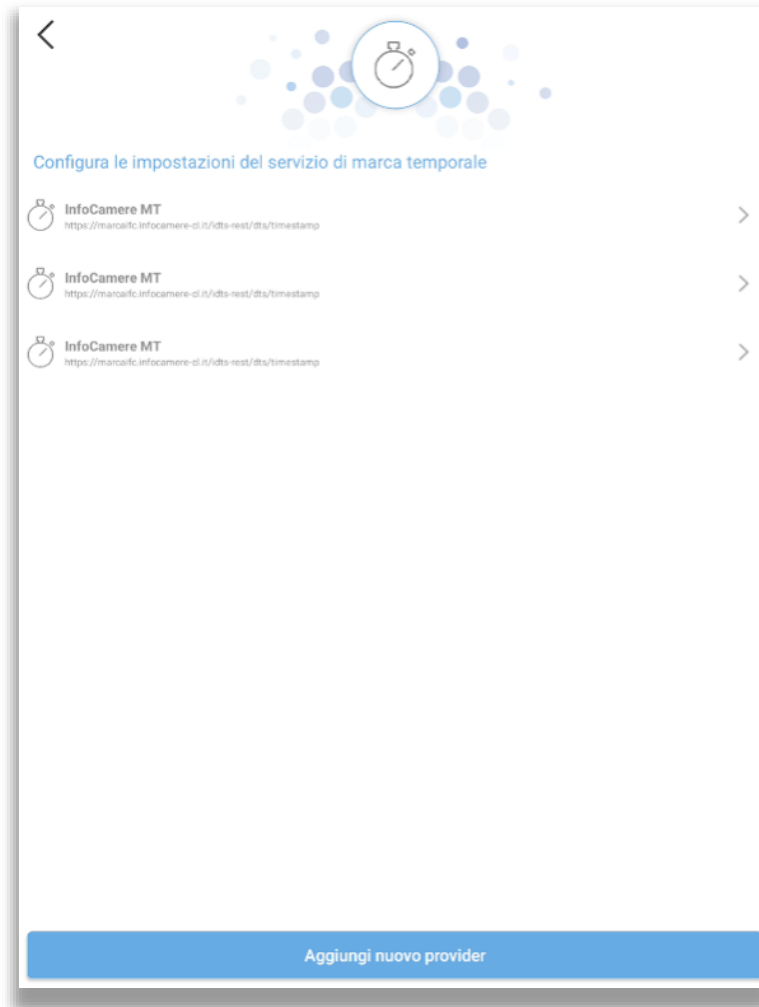 Configura le impostazioni del servizio di marca temporale
InfoCamere MT
https://marcaifc.infocamere-cl.it/idts-rest/dts/timestamp
InfoCamere MT
https://marcaifc.infocamere-cl.it/idts-rest/dts/timestamp
InfoCamere MT
https://marcaifc.infocamere-cl.it/idts-rest/dts/timestamp
Aggiungi nuovo provider